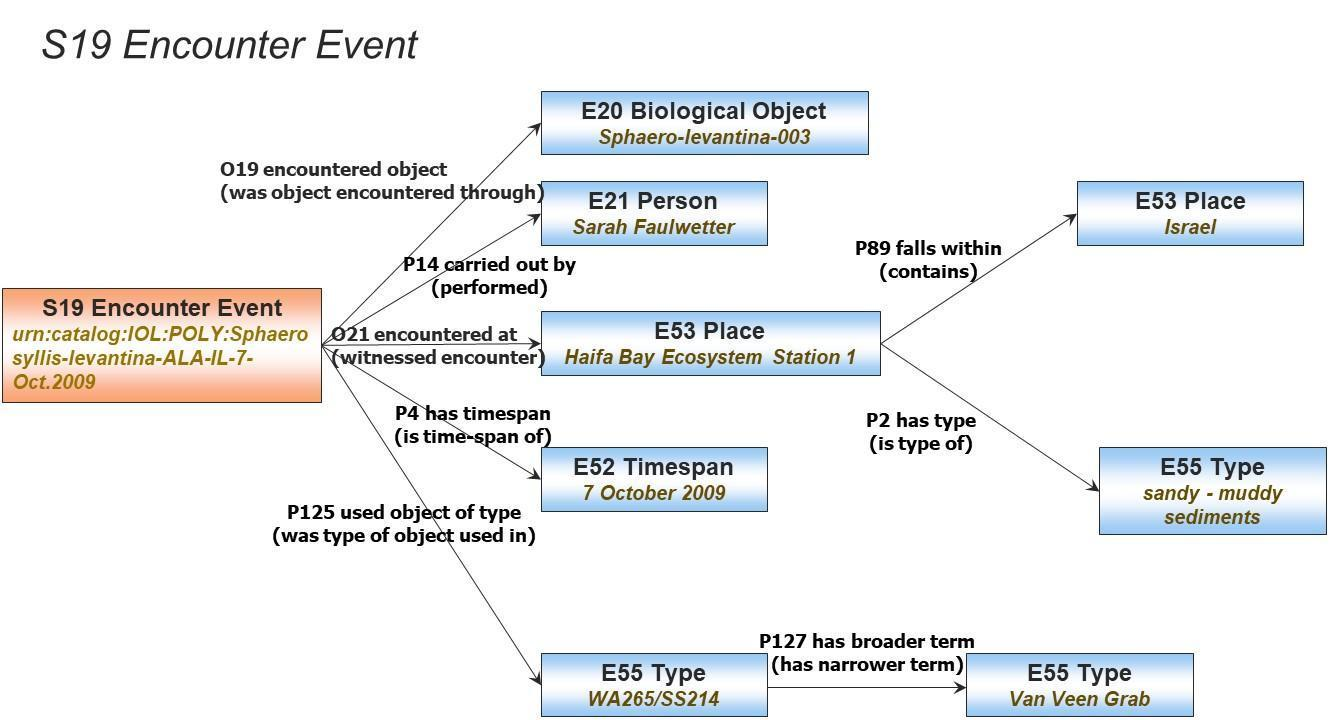 S19 Encounter Event
E20 Biological Object
Sphaero-levantina-003
O19 encountered object
(was object encountered through)
E21 Person
Sarah Faulwetter
E53 Place
Israel
P89 falls within
(contains)
P14 carried out by
(performed)
S19 Encounter Event
urn:catalog:IOL:POLY:Sphaero
syllis-levantina-ALA-IL-7-
Oct.2009
O21 encountered at
(witnessed encounter)
E53 Place
Haifa Bay Ecosystem Station 1
P4 has timespan
(is time-span of)
P2 has type
(is type of)
E52 Timespan
7 October 2009
E55 Type
sandy - muddy
sediments
P125 used object of type
(was type of object used in)
E55 Type
WA265/SS214
P127 has broader term
(has narrower term)
E55 Type
Van Veen Grab